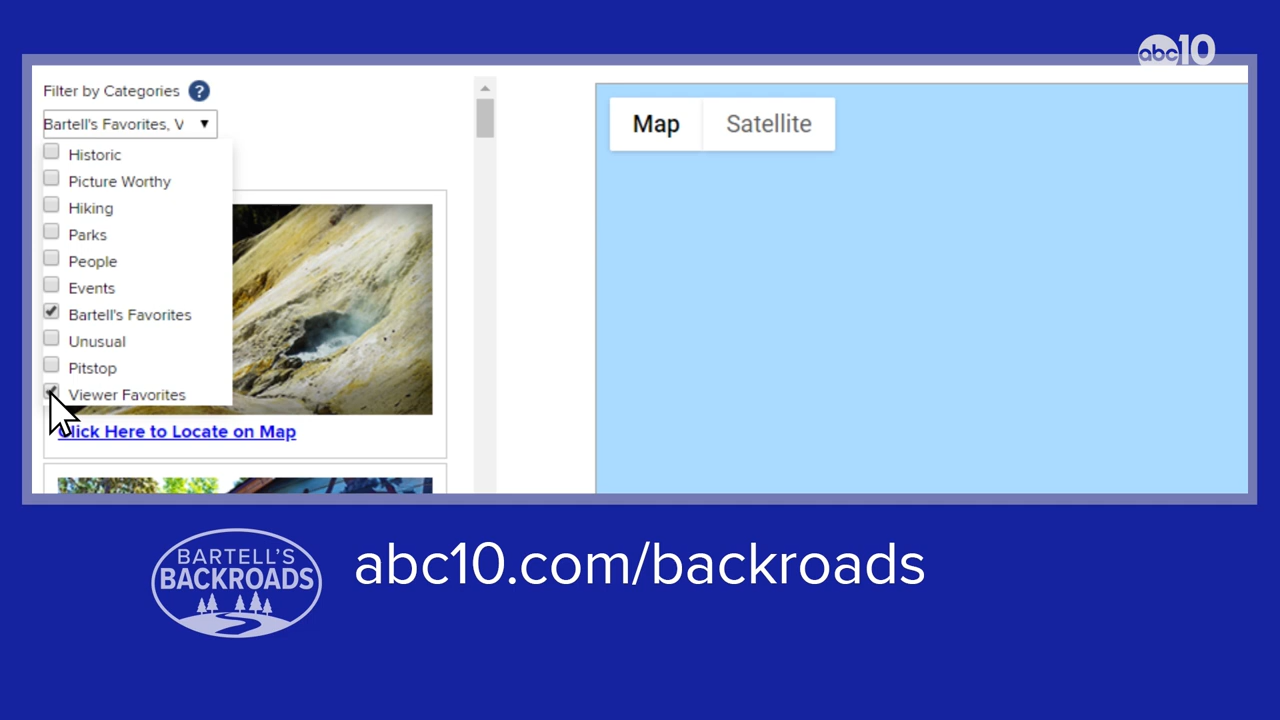 abc10
Filter by Categories ?
Bartell's Favorites, V
Historic
Picture Worthy
Hiking
Parks
People
Events
Bartell's Favorites
Unusual
Pitstop
Viewer Favorites
Click Here to Locate on Map
Map
Satellite
BARTELL'S
BACKROADS
abc10.com/backroads